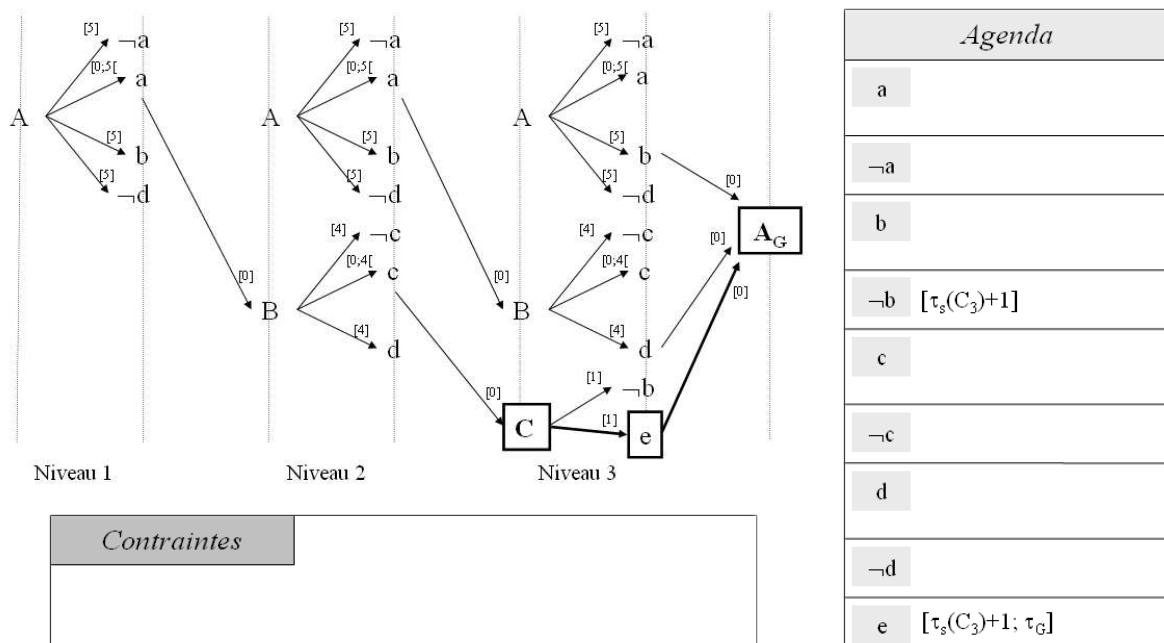 [5] ¬a [5] ¬a [5] ¬a
[0;5[ a [0;5[ a [0;5[ a
A A A
[5] b [5] b [5] b
[5] ¬d [5] ¬d [5] ¬d
[0]
[4] ¬c [4] ¬c [0] A_G
[0] [0;4[ c [0] [0;4[ c [0]
B B
[4] d [4] d
[0] [1] ¬b
C [1] e
Niveau 1 Niveau 2 Niveau 3
Contraintes
Agenda
a
¬a
b
¬b [τ_s(C_3)+1]
c
¬c
d
¬d
e [τ_s(C_3)+1; τ_G]